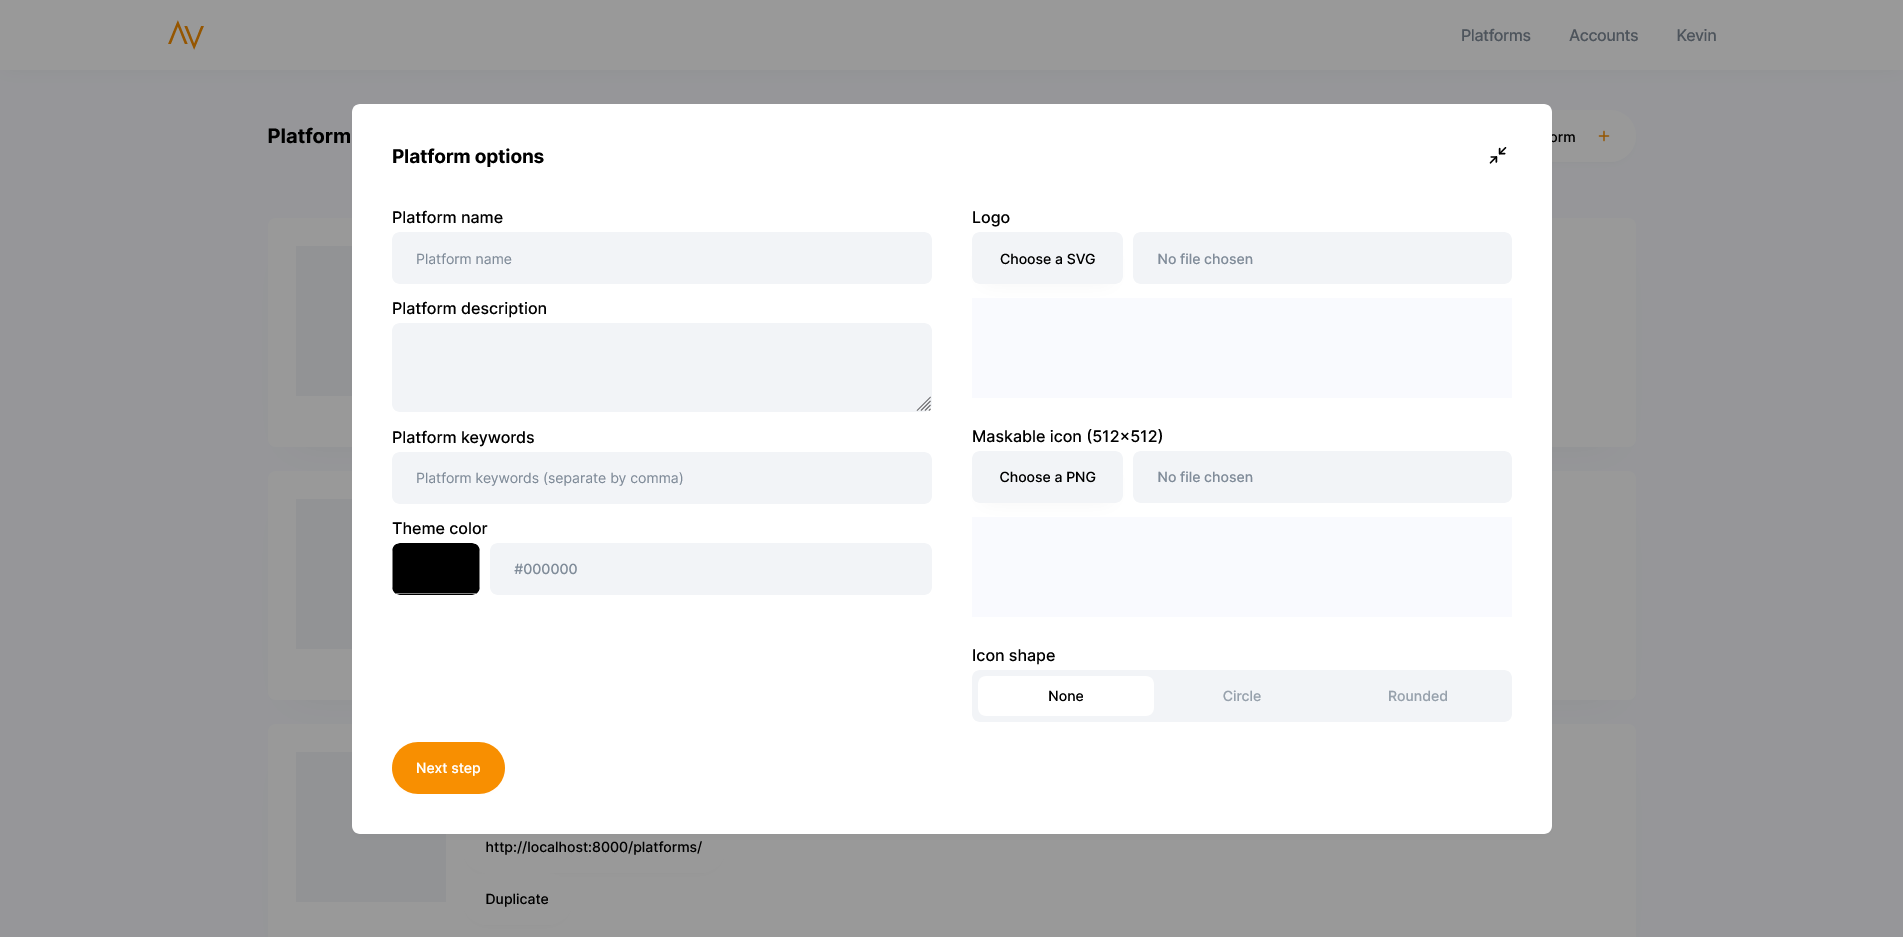 Platforms
Accounts
Kevin
Platform
orm +
Platform options
Platform name
Platform name
Platform description
Platform keywords
Platform keywords (separate by comma)
Theme color
#000000
Logo
Choose a SVG
No file chosen
Maskable icon (512×512)
Choose a PNG
No file chosen
Icon shape
None
Circle
Rounded
Next step
http://localhost:8000/platforms/
Duplicate